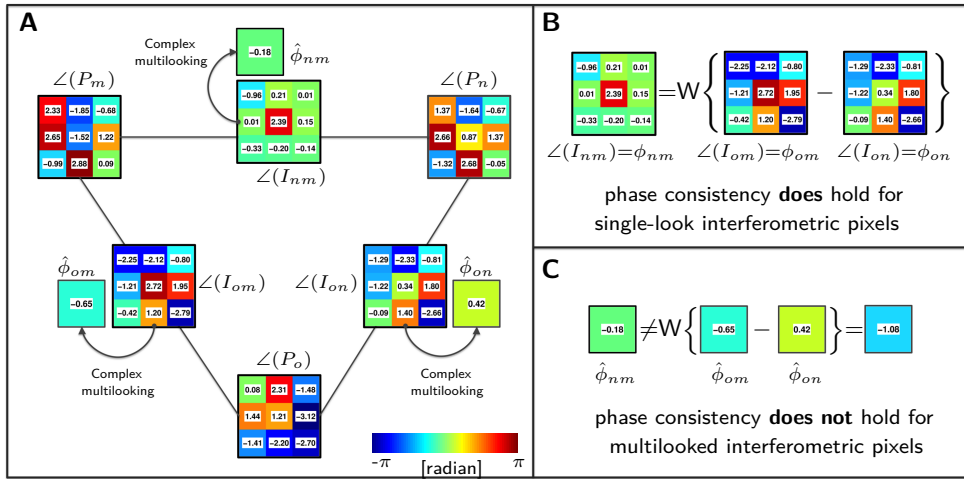 A
Complex
multilooking
−0.18
ϕ̂ₙₘ
∠(Pₘ)
2.33 −1.85 −0.68
2.65 −1.52 1.22
−0.99 2.88 0.09
−0.96 0.21 0.01
0.01 2.39 0.15
−0.33 −0.20 −0.14
∠(Iₙₘ)
∠(Pₙ)
1.37 −1.64 −0.67
2.66 0.87 1.37
−1.32 2.68 −0.05
ϕ̂ₒₘ
−0.65
−2.25 −2.12 −0.80
−1.21 2.72 1.95
−0.42 1.20 −2.79
∠(Iₒₘ)
Complex
multilooking
∠(Iₒₙ)
−1.29 −2.33 −0.81
−1.22 0.34 1.80
−0.09 1.40 −2.66
ϕ̂ₒₙ
0.42
Complex
multilooking
∠(Pₒ)
0.08 2.31 −1.48
1.44 1.21 −3.12
−1.41 −2.20 −2.70
-π [radian] π
B
−0.96 0.21 0.01
0.01 2.39 0.15
−0.33 −0.20 −0.14
=W{
−2.25 −2.12 −0.80
−1.21 2.72 1.95
−0.42 1.20 −2.79
−
−1.29 −2.33 −0.81
−1.22 0.34 1.80
−0.09 1.40 −2.66
}
∠(Iₙₘ)=ϕₙₘ ∠(Iₒₘ)=ϕₒₘ ∠(Iₒₙ)=ϕₒₙ
phase consistency does hold for
single-look interferometric pixels
C
−0.18 ≠W{ −0.65 − 0.42 }= −1.08
ϕ̂ₙₘ ϕ̂ₒₘ ϕ̂ₒₙ
phase consistency does not hold for
multilooked interferometric pixels